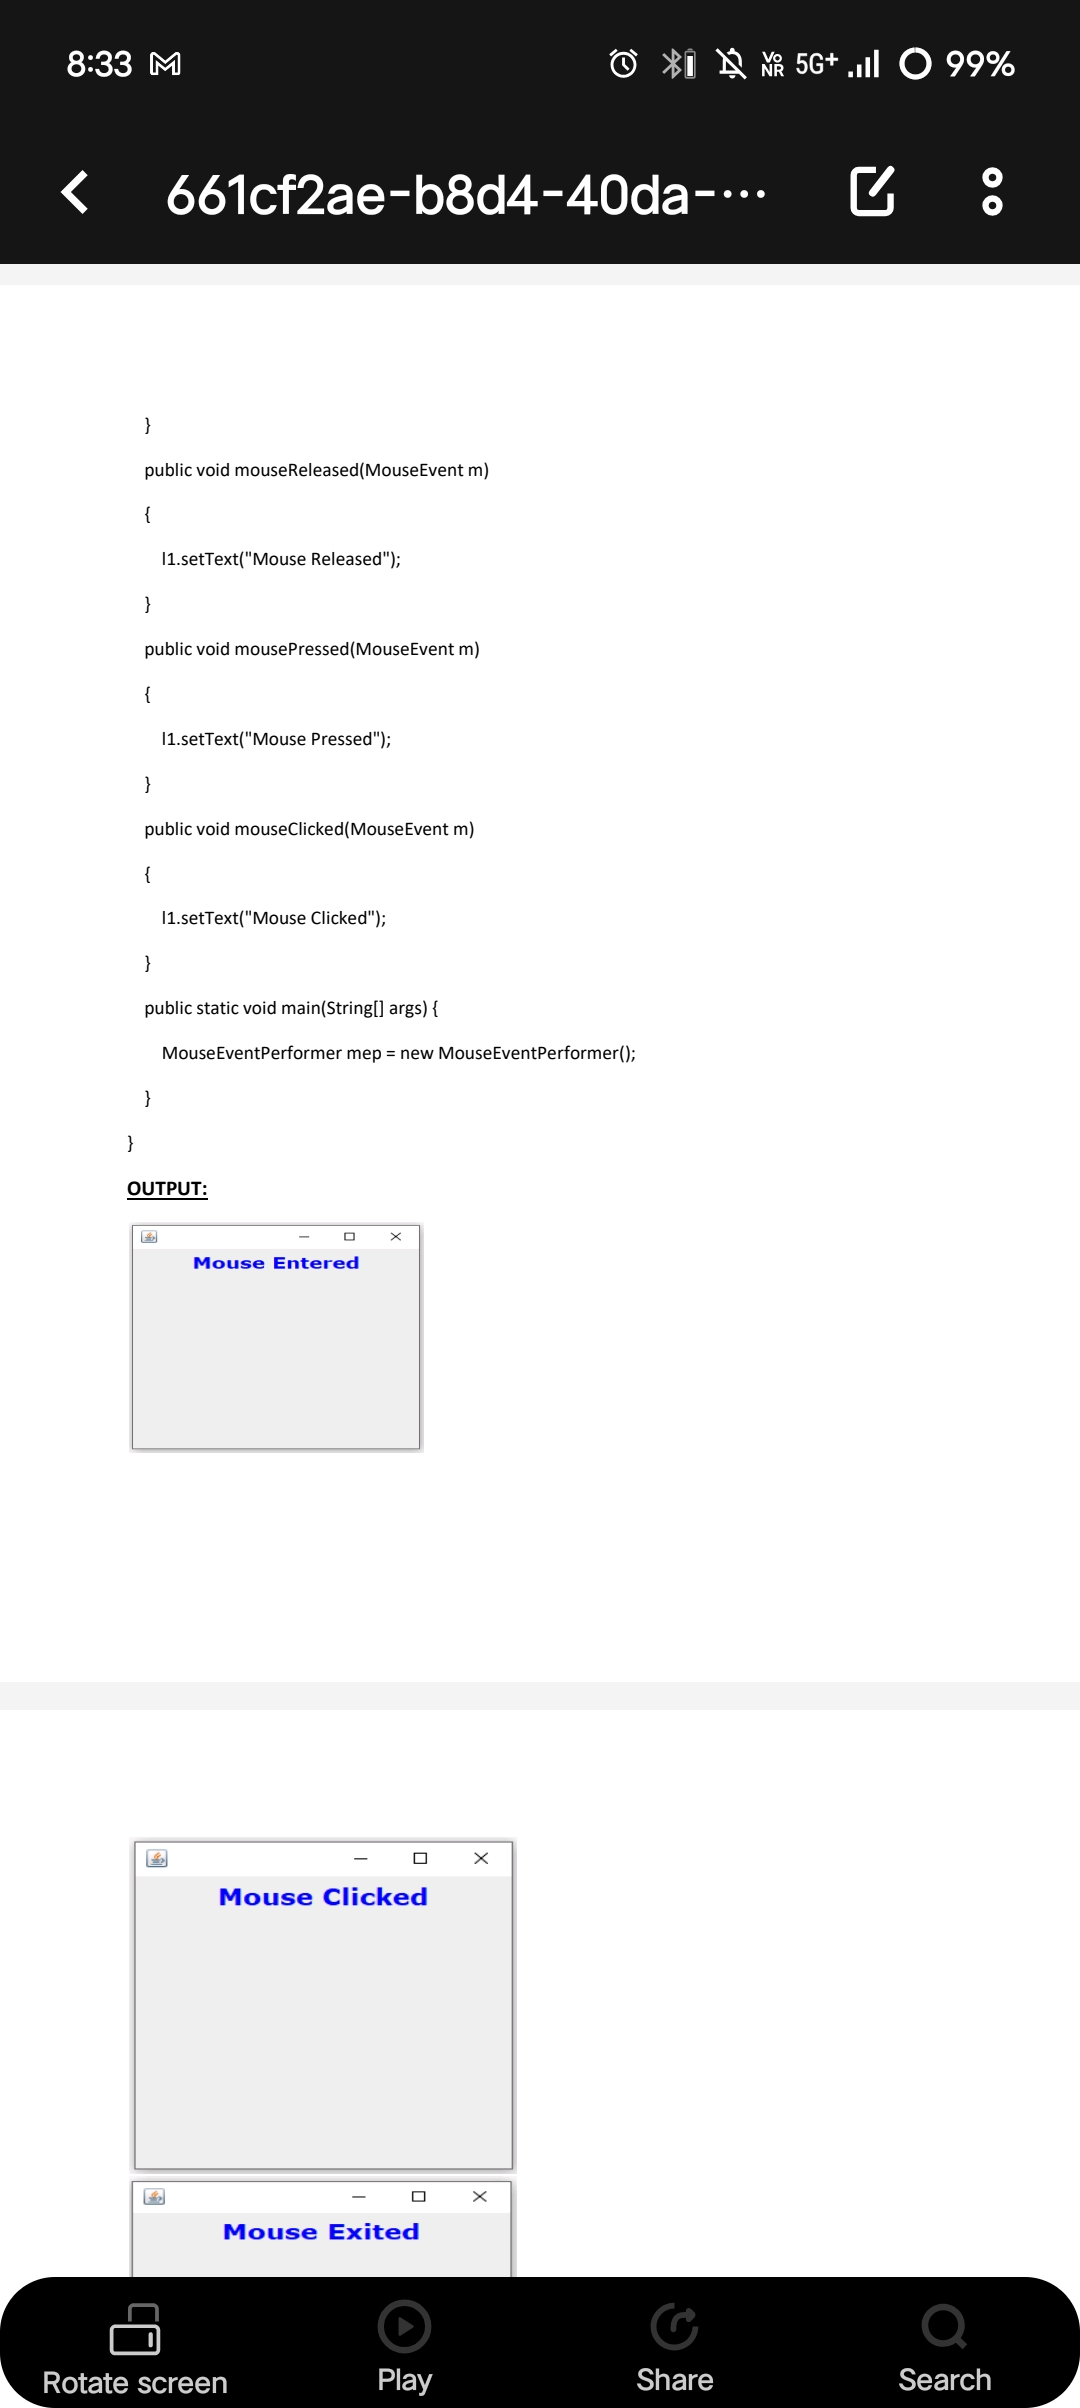 8:33
Vo
NR
5G+
99%
661cf2ae-b8d4-40da-···
}
public void mouseReleased(MouseEvent m)
{
l1.setText("Mouse Released");
}
public void mousePressed(MouseEvent m)
{
l1.setText("Mouse Pressed");
}
public void mouseClicked(MouseEvent m)
{
l1.setText("Mouse Clicked");
}
public static void main(String[] args) {
MouseEventPerformer mep = new MouseEventPerformer();
}
}
OUTPUT:
Mouse Entered
Mouse Clicked
Mouse Exited
Rotate screen
Play
Share
Search